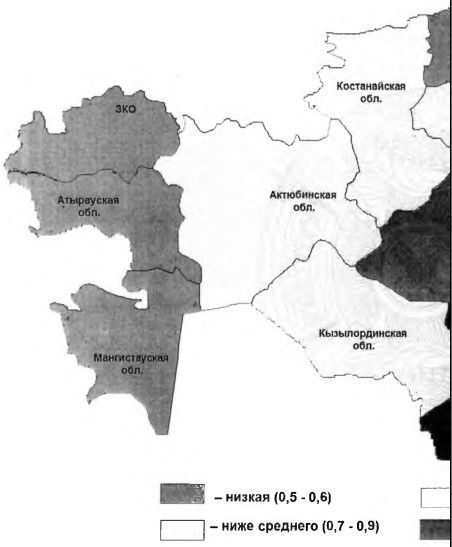 Костанайская
обл.
ЗКО
Атырауская
обл.
Актюбинская
обл.
Кызылординская
обл.
Мангистауская
обл.
– низкая (0,5 - 0,6)
– ниже среднего (0,7 - 0,9)